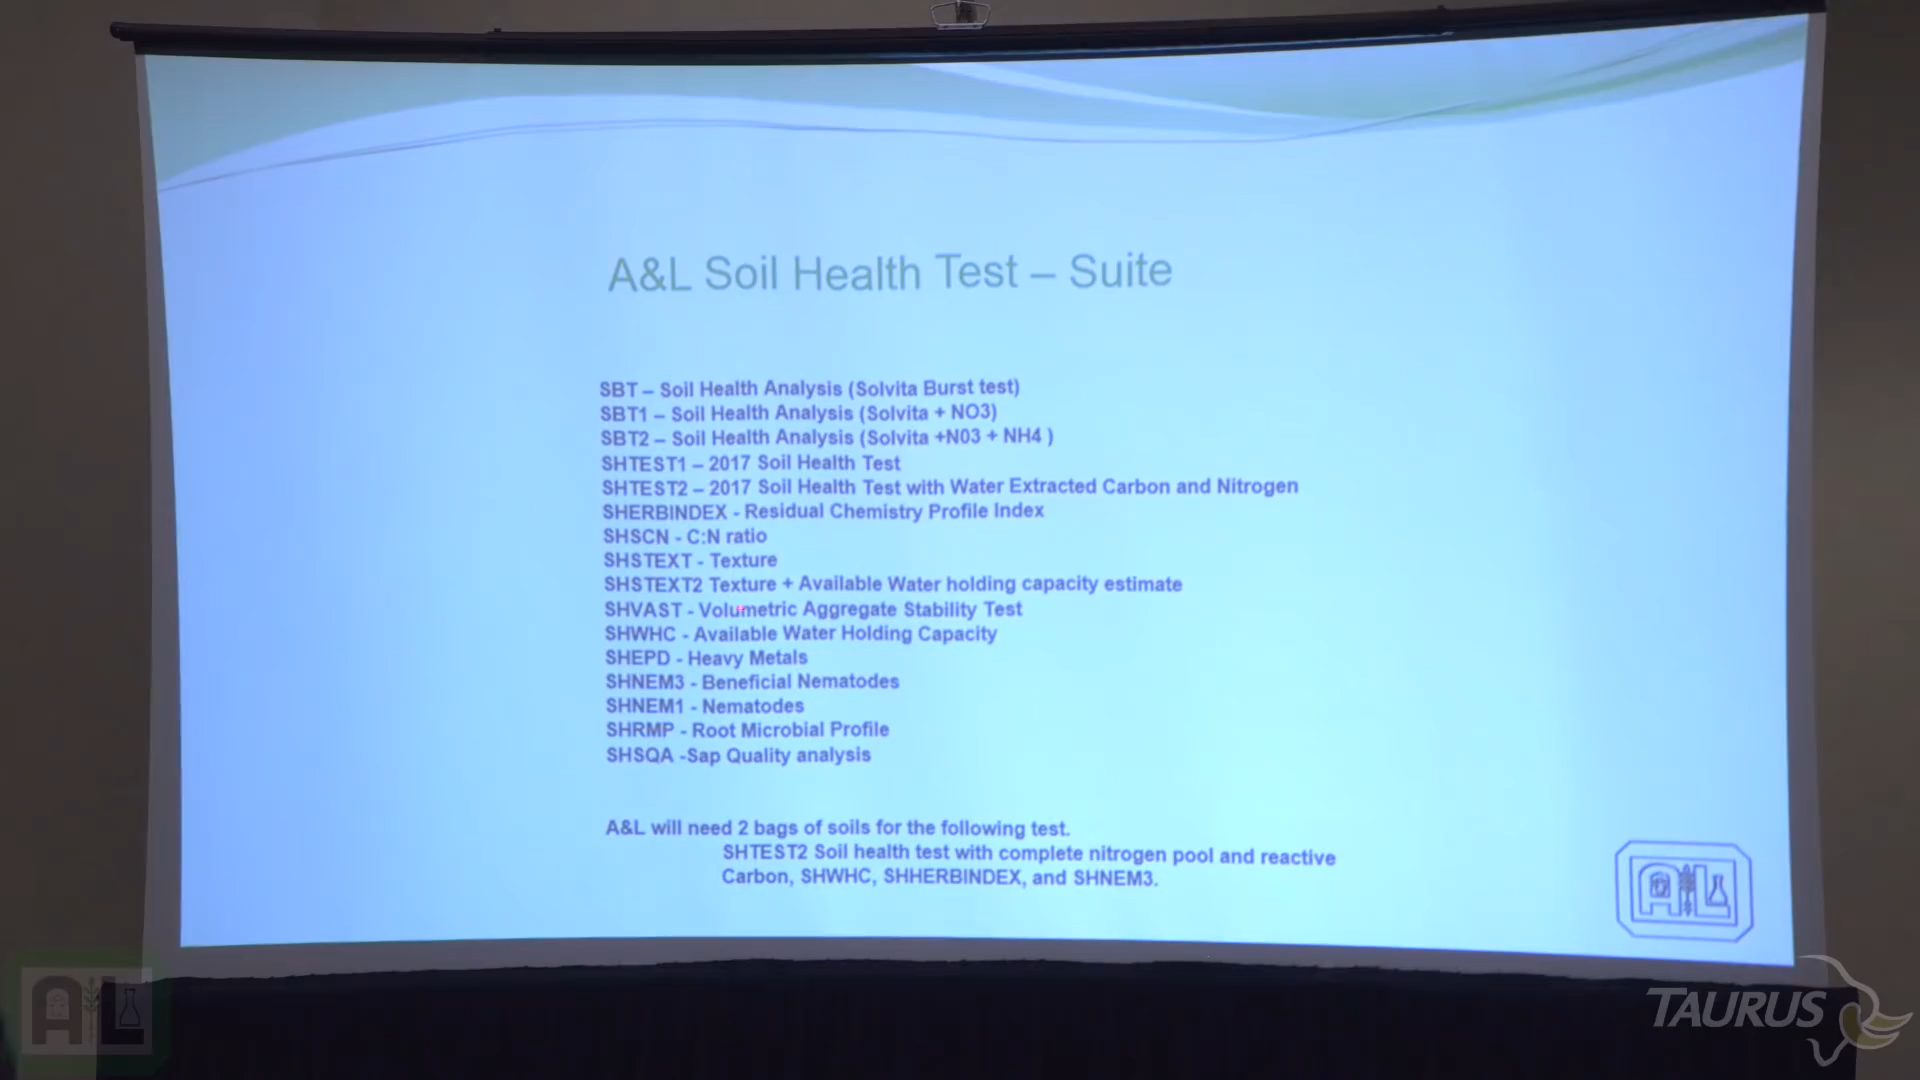 A&L Soil Health Test – Suite
SBT – Soil Health Analysis (Solvita Burst test)
SBT1 – Soil Health Analysis (Solvita + NO3)
SBT2 – Soil Health Analysis (Solvita +N03 + NH4 )
SHTEST1 – 2017 Soil Health Test
SHTEST2 – 2017 Soil Health Test with Water Extracted Carbon and Nitrogen
SHERBINDEX - Residual Chemistry Profile Index
SHSCN - C:N ratio
SHSTEXT - Texture
SHSTEXT2 Texture + Available Water holding capacity estimate
SHVAST - Volumetric Aggregate Stability Test
SHWHC - Available Water Holding Capacity
SHEPD - Heavy Metals
SHNEM3 - Beneficial Nematodes
SHNEM1 - Nematodes
SHRMP - Root Microbial Profile
SHSQA -Sap Quality analysis
A&L will need 2 bags of soils for the following test.
SHTEST2 Soil health test with complete nitrogen pool and reactive
Carbon, SHWHC, SHHERBINDEX, and SHNEM3.
A L
A L
TAURUS